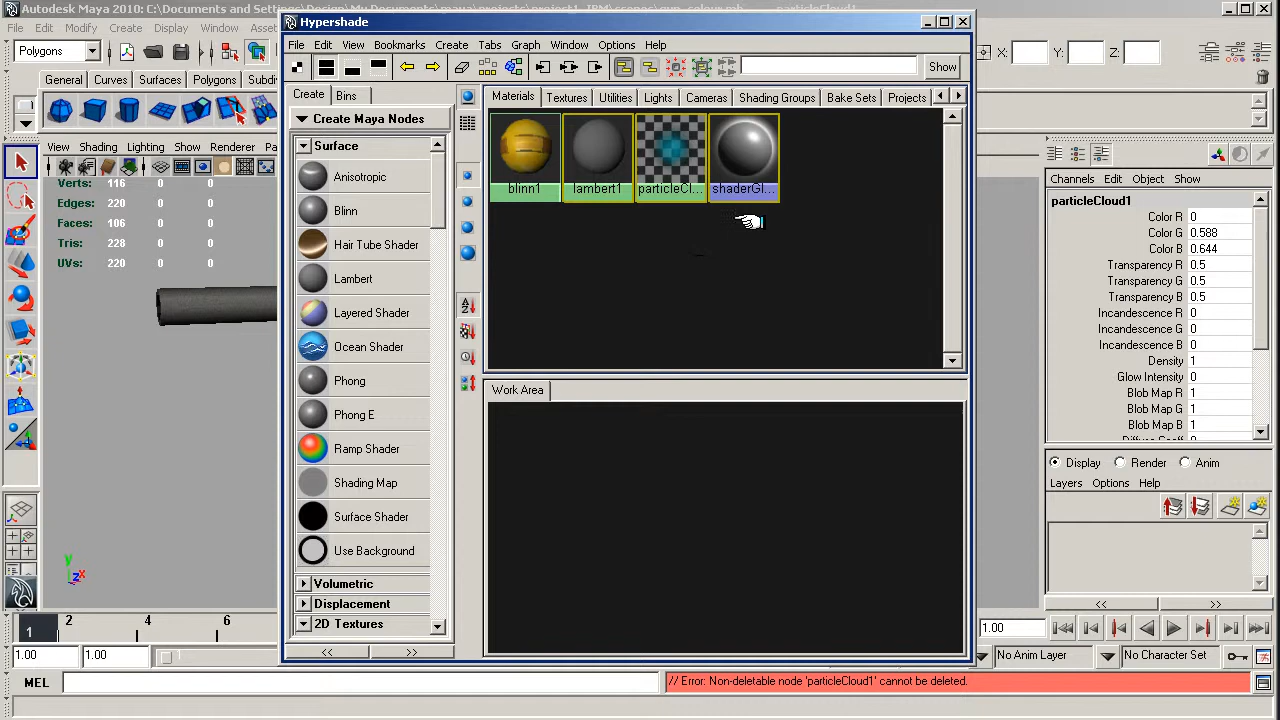 Autodesk Maya 2010: C:\Documents and Settings\
particleCloud1
File Edit Modify Create Display Window
Hypershade
Polygons
X: Y: Z:
File Edit View Bookmarks Create Tabs Graph Window Options Help
General Curves Surfaces Polygons
Show
Create Bins
Materials Textures Utilities Lights Cameras Shading Groups Bake Sets Projects
Create Maya Nodes
View Shading Lighting Show Renderer
Surface
Anisotropic
Blinn
Hair Tube Shader
Lambert
Layered Shader
Ocean Shader
Phong
Phong E
Ramp Shader
Shading Map
Surface Shader
Use Background
Volumetric
Displacement
2D Textures
<< >>
blinn1 lambert1 particleCl... shaderGl...
Work Area
Verts: 116 0 0
Edges: 220 0 0
Faces: 106 0 0
Tris: 228 0 0
UVs: 220 0 0
y
z x
Channels Edit Object Show
particleCloud1
Color R 0
Color G 0.588
Color B 0.644
Transparency R 0.5
Transparency G 0.5
Transparency B 0.5
Incandescence R 0
Incandescence G 0
Incandescence B 0
Density 1
Glow Intensity 0
Blob Map R 1
Blob Map G 1
Blob Map B 1
Display Render Anim
Layers Options Help
<< >>
1 2 4 6
1.00
1.00 1.00 1
No Anim Layer No Character Set
MEL
// Error: Non-deletable node 'particleCloud1' cannot be deleted.